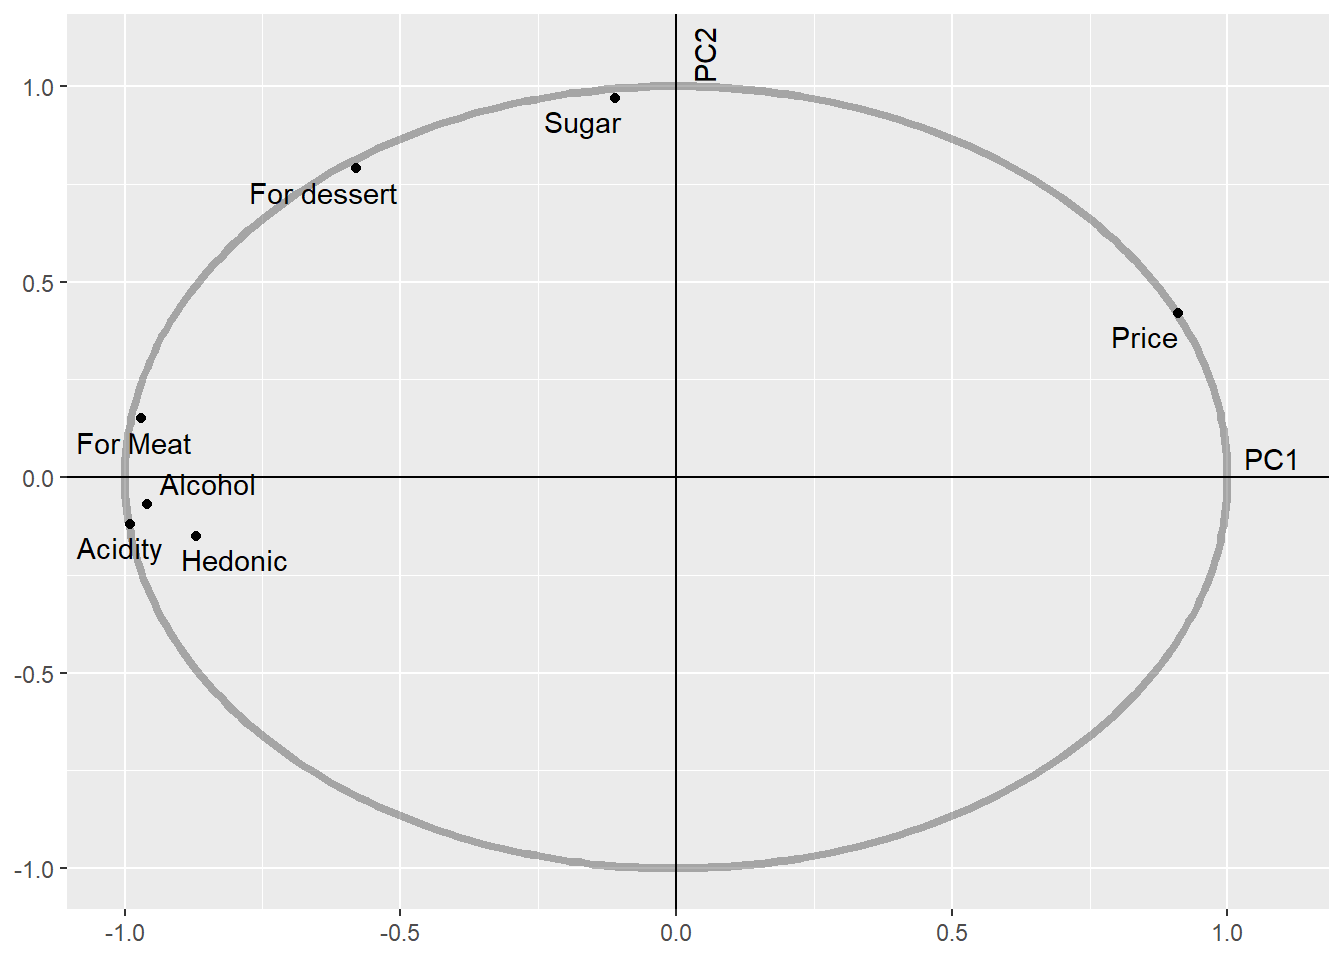 PC2
1.0
Sugar
For dessert
0.5
Price
For Meat
PC1
0.0
Alcohol
Acidity
Hedonic
-0.5
-1.0
-1.0
-0.5
0.0
0.5
1.0